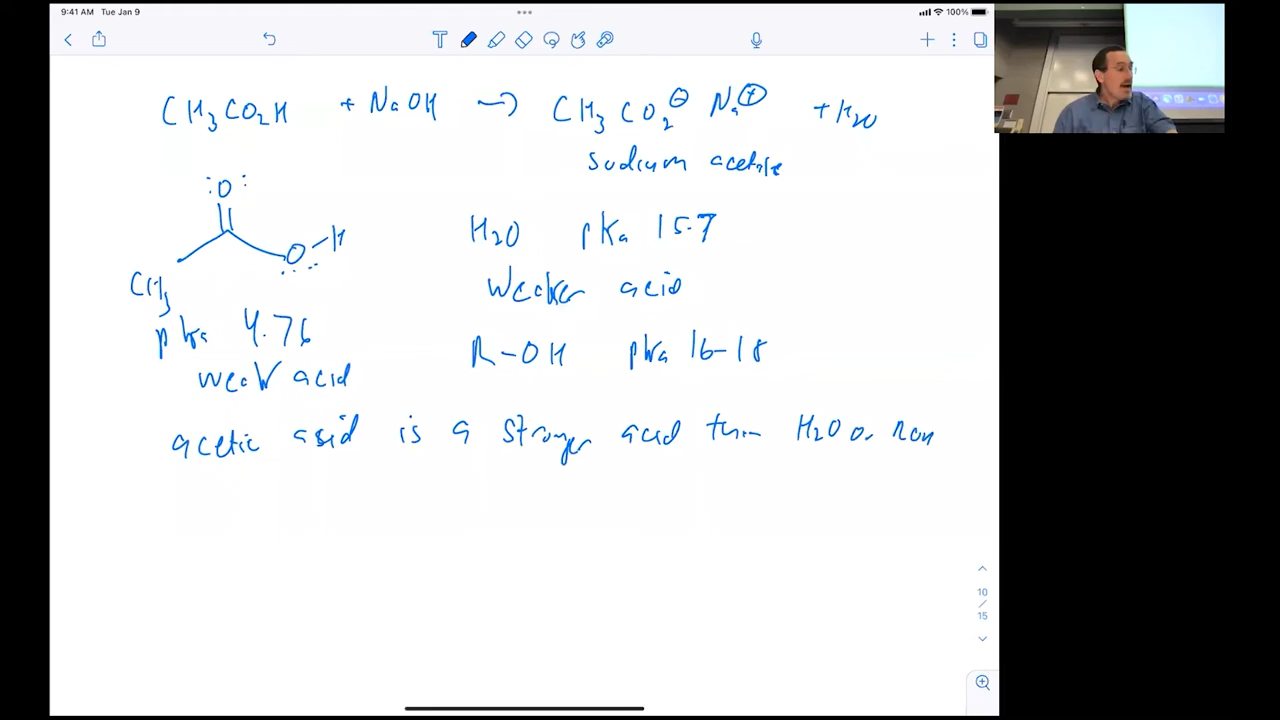 9:41 AM Tue Jan 9
100%
CH3CO2H + NaOH → CH3CO2⊖ Na⊕ + H2O
sodium acetate
:O:
O-H
CH3
H2O pKa 15.7
weaker acid
pka 4.76
R-OH pka 16-18
weak acid
acetic asid is a stronger acid than H2O or ROH
10
/
15